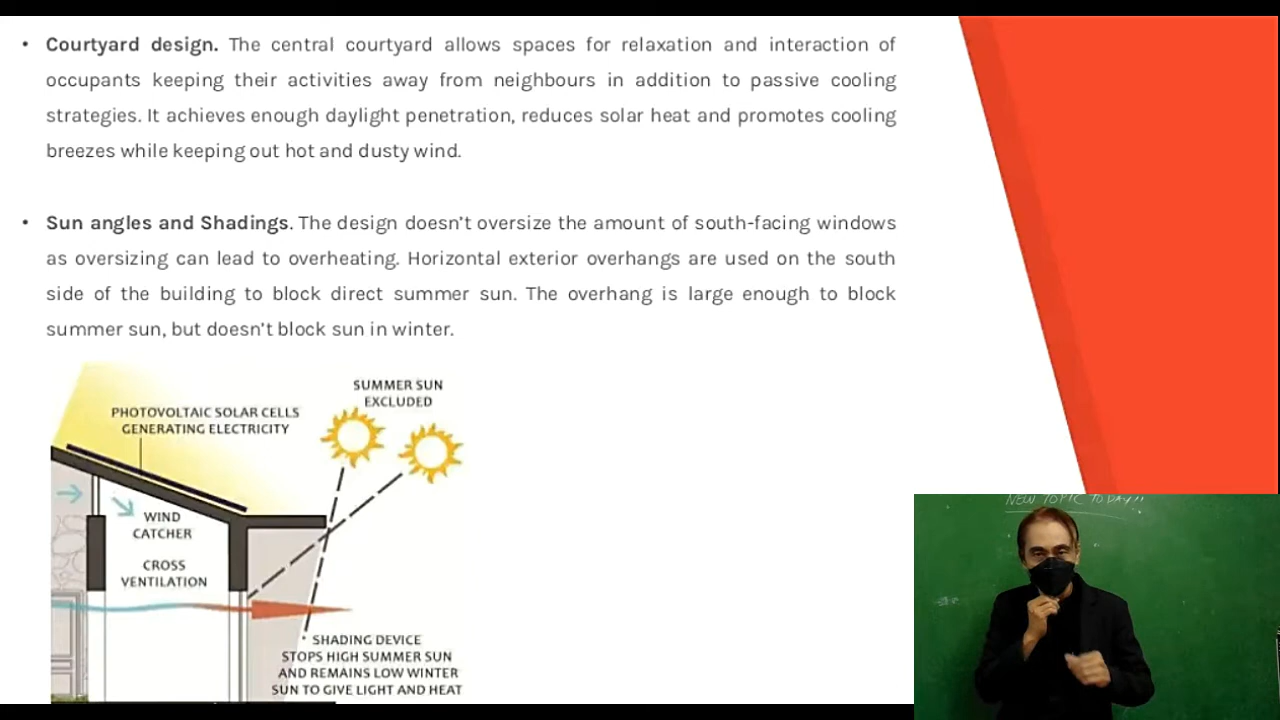 • Courtyard design. The central courtyard allows spaces for relaxation and interaction of
occupants keeping their activities away from neighbours in addition to passive cooling
strategies. It achieves enough daylight penetration, reduces solar heat and promotes cooling
breezes while keeping out hot and dusty wind.
• Sun angles and Shadings. The design doesn't oversize the amount of south-facing windows
as oversizing can lead to overheating. Horizontal exterior overhangs are used on the south
side of the building to block direct summer sun. The overhang is large enough to block
summer sun, but doesn't block sun in winter.
SUMMER SUN
EXCLUDED
PHOTOVOLTAIC SOLAR CELLS
GENERATING ELECTRICITY
WIND
CATCHER
CROSS
VENTILATION
SHADING DEVICE
STOPS HIGH SUMMER SUN
AND REMAINS LOW WINTER
SUN TO GIVE LIGHT AND HEAT
NEW TOPIC TODAY!!